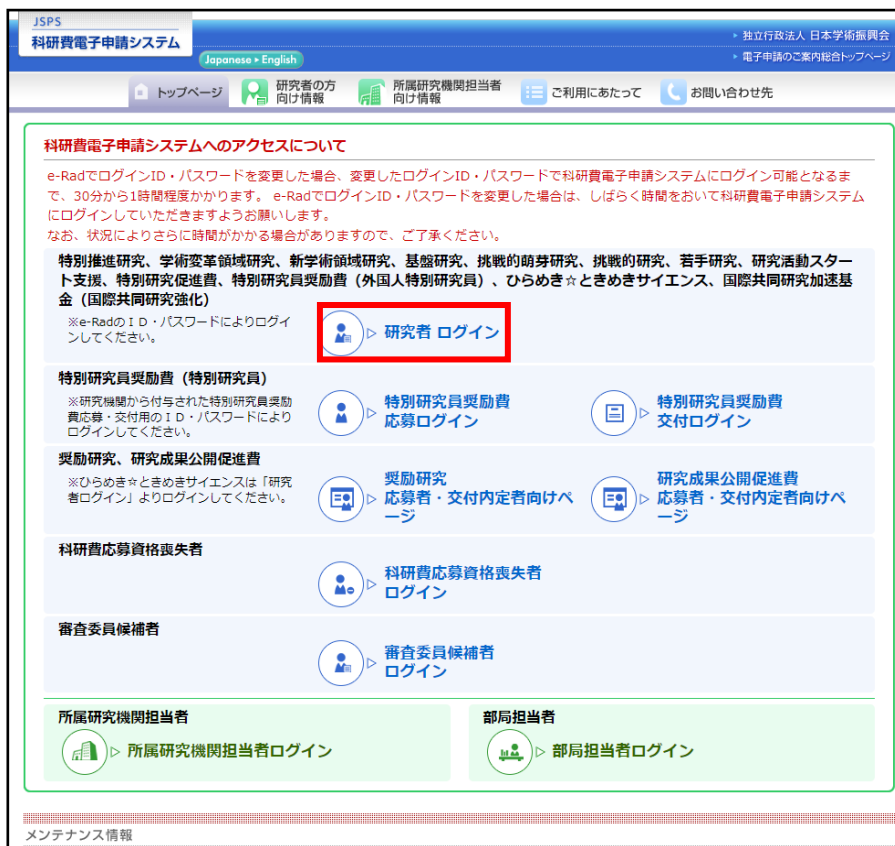 JSPS
科研費電子申請システム
Japanese ▸ English
独立行政法人 日本学術振興会
電子申請のご案内総合トップページ
トップページ
研究者の方
向け情報
所属研究機関担当者
向け情報
ご利用にあたって
お問い合わせ先
科研費電子申請システムへのアクセスについて
e-RadでログインID・パスワードを変更した場合、変更したログインID・パスワードで科研費電子申請システムにログイン可能となるま
で、30分から1時間程度かかります。 e-RadでログインID・パスワードを変更した場合は、しばらく時間をおいて科研費電子申請システム
にログインしていただきますようお願いします。
なお、状況によりさらに時間がかかる場合がありますので、ご了承ください。
特別推進研究、学術変革領域研究、新学術領域研究、基盤研究、挑戦的萌芽研究、挑戦的研究、若手研究、研究活動スター
ト支援、特別研究促進費、特別研究員奨励費（外国人特別研究員）、ひらめき☆ときめきサイエンス、国際共同研究加速基
金（国際共同研究強化）
※e-RadのＩＤ・パスワードによりログイ
ンしてください。
研究者 ログイン
特別研究員奨励費（特別研究員）
※研究機関から付与された特別研究員奨励
費応募・交付用のＩＤ・パスワードにより
ログインしてください。
特別研究員奨励費
応募ログイン
特別研究員奨励費
交付ログイン
奨励研究、研究成果公開促進費
※ひらめき☆ときめきサイエンスは「研究
者ログイン」よりログインしてください。
奨励研究
応募者・交付内定者向けペ
ージ
研究成果公開促進費
応募者・交付内定者向けペ
ージ
科研費応募資格喪失者
科研費応募資格喪失者
ログイン
審査委員候補者
審査委員候補者
ログイン
所属研究機関担当者
所属研究機関担当者ログイン
部局担当者
部局担当者ログイン
メンテナンス情報